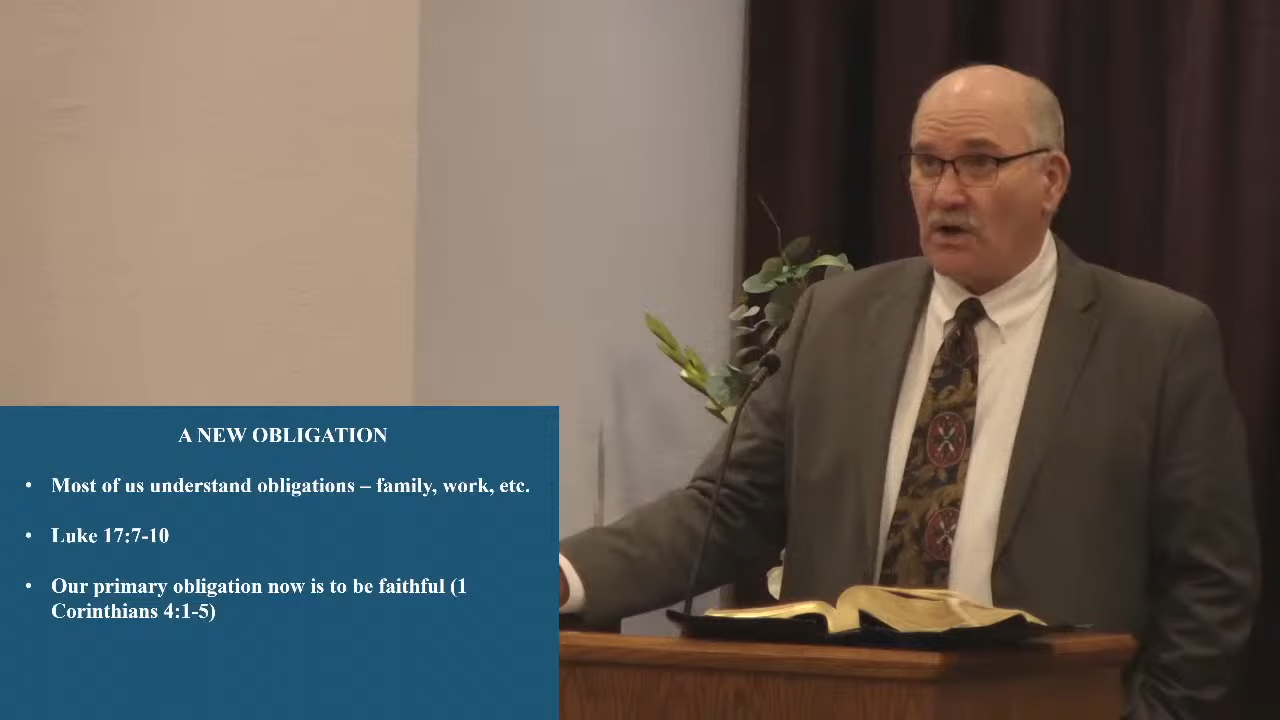 A NEW OBLIGATION
• Most of us understand obligations – family, work, etc.
• Luke 17:7-10
• Our primary obligation now is to be faithful (1
Corinthians 4:1-5)